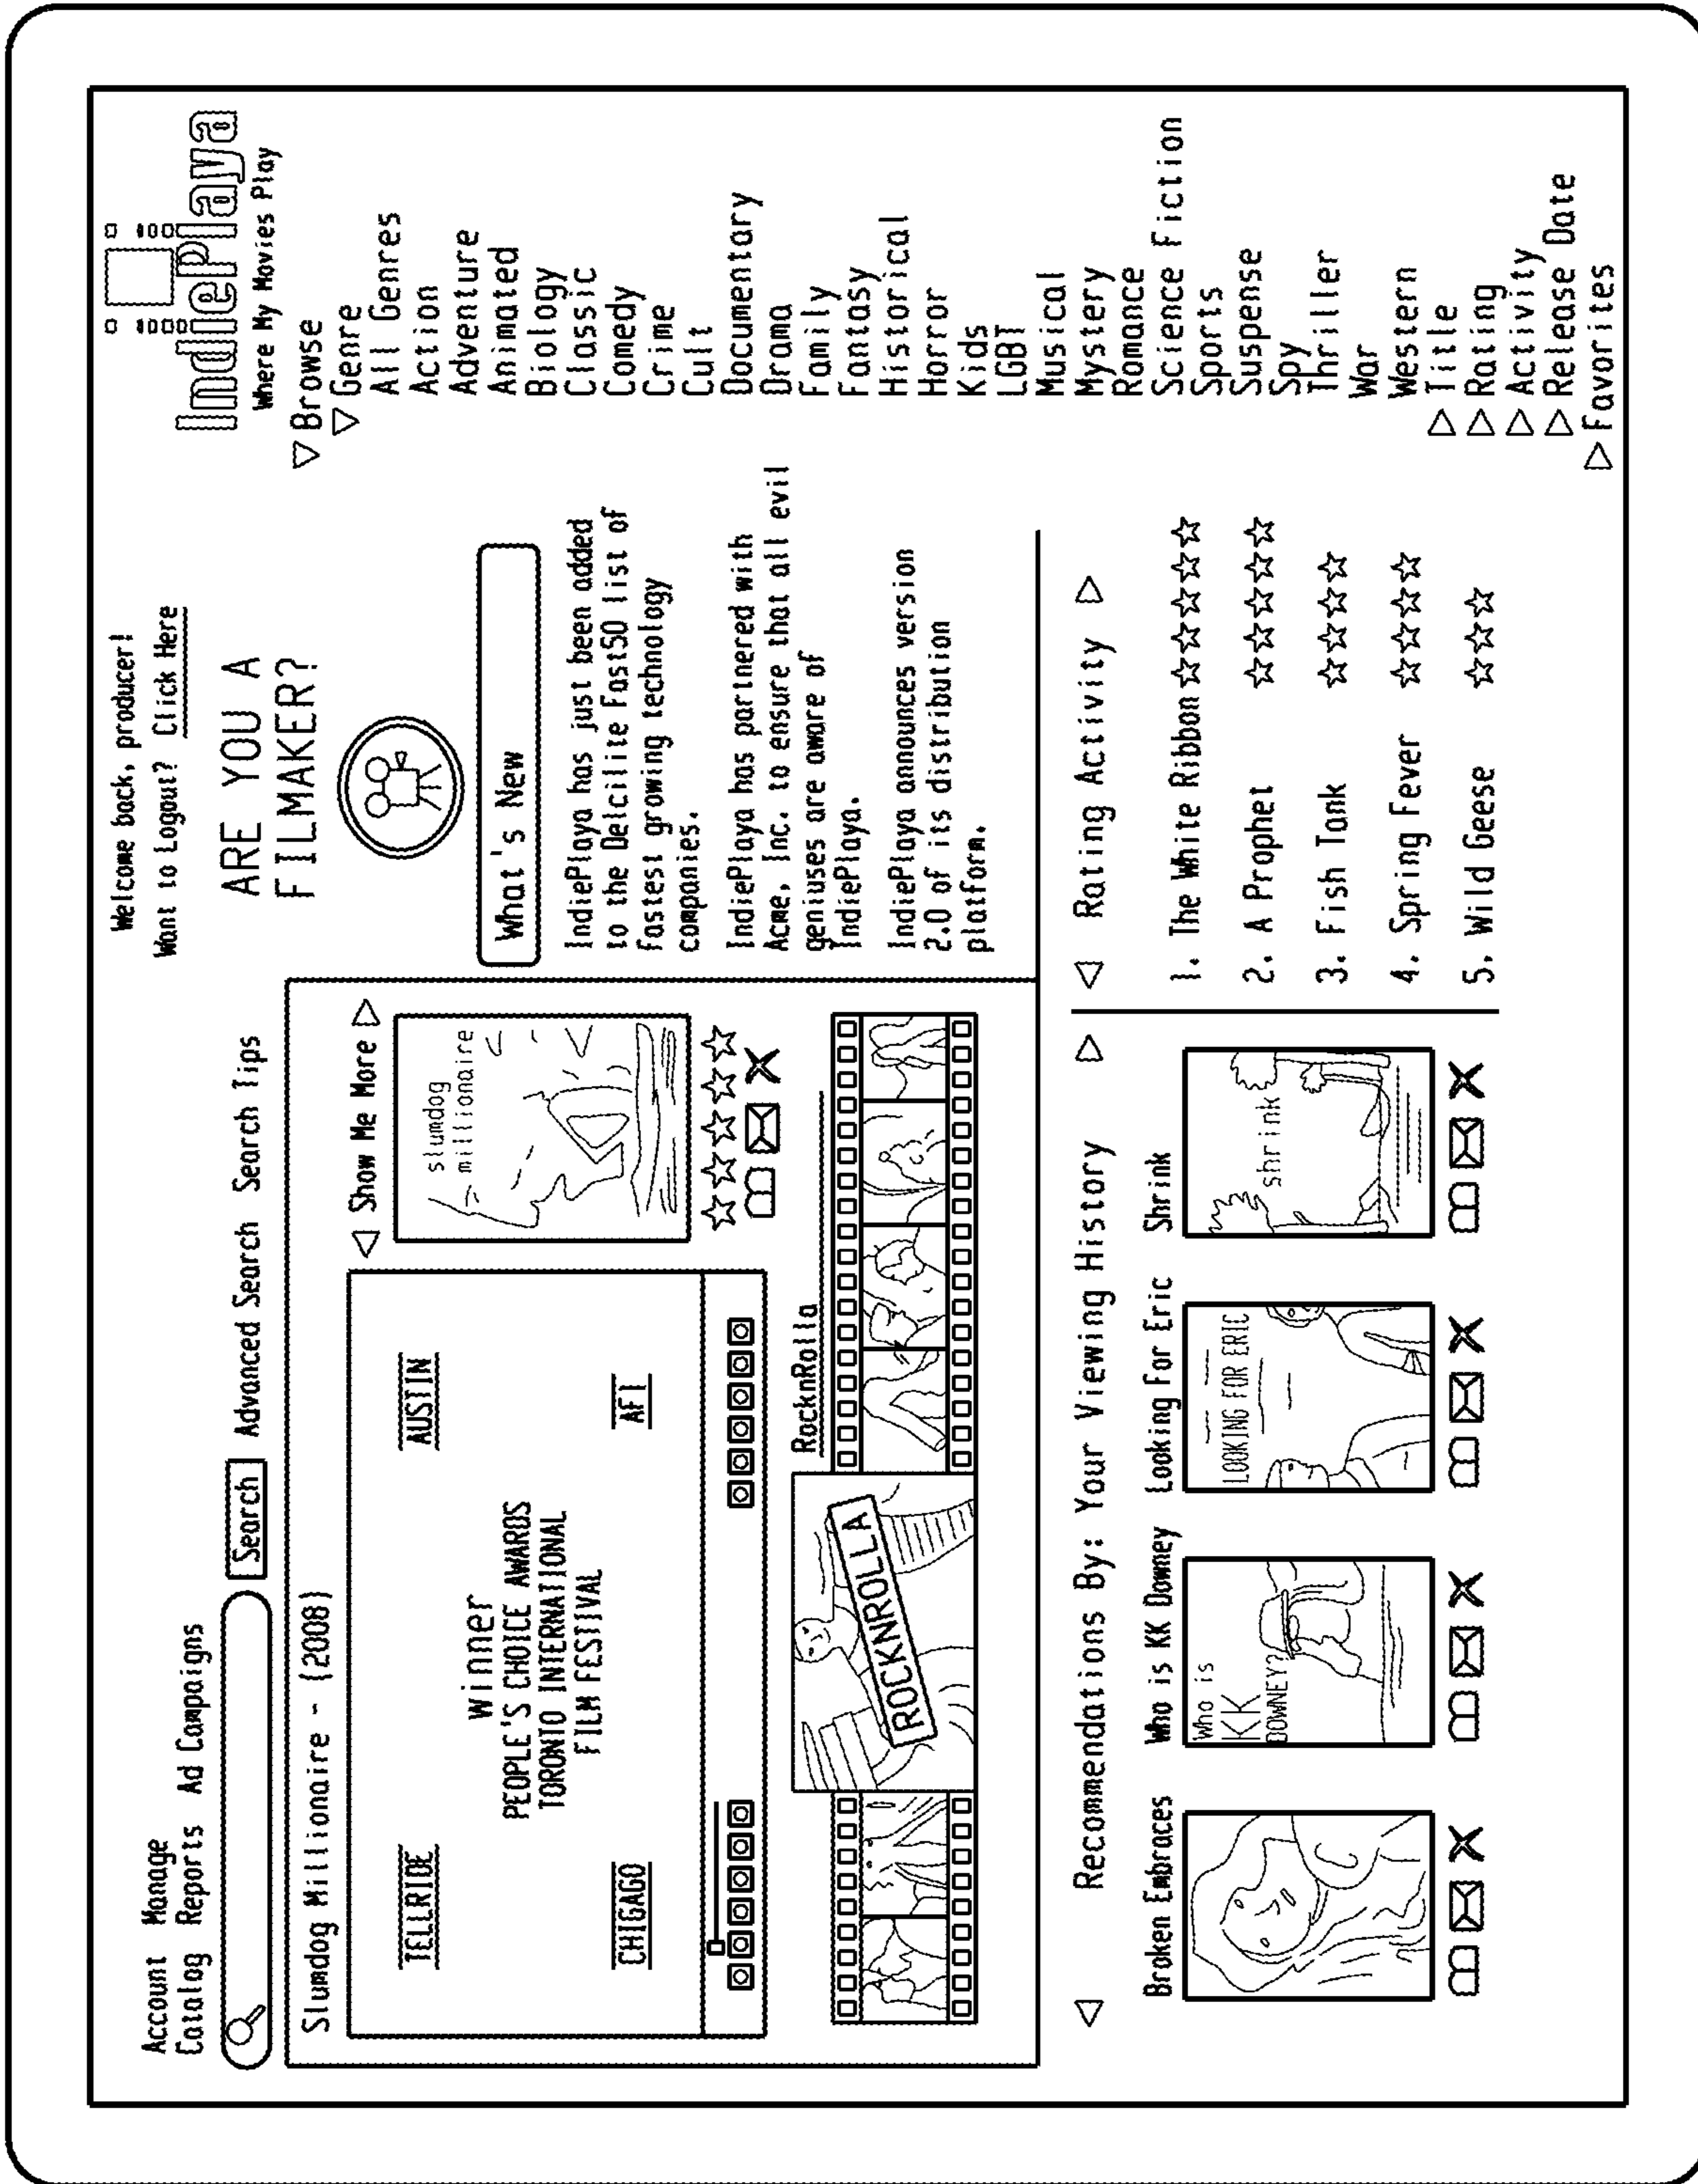 Account Manage
Catalog Reports Ad Campaigns
Search Advanced Search Search Tips
Welcome back, producer!
Want to Logout? Click Here
IndiePlaya
Where My Movies Play
Slumdog Millionaire - (2008)
TELLRIDE
AUSTIN
Winner
PEOPLE'S CHOICE AWARDS
TORONTO INTERNATIONAL
FILM FESTIVAL
CHIGAGO
AFI
Show Me More
slumdog
millionaire
RocknRolla
ROCKNROLLA
ARE YOU A
FILMAKER?
What's New
IndiePlaya has just been added
to the Delcilite Fast50 list of
fastest growing technology
companies.
IndiePlaya has partnered with
Acme, Inc. to ensure that all evil
geniuses are aware of
IndiePlaya.
IndiePlaya announces version
2.0 of its distribution
platform.
Browse
Genre
All Genres
Action
Adventure
Animated
Biology
Classic
Comedy
Crime
Cult
Documentary
Drama
Family
Fantasy
Historical
Horror
Kids
LGBT
Musical
Mystery
Romance
Science Fiction
Sports
Suspense
Spy
Thriller
War
Western
Title
Rating
Activity
Release Date
Favorites
Recommendations By: Your Viewing History
Broken Embraces
Who is KK Downey
Looking For Eric
Shrink
Who is
KK
DOWNEY?
LOOKING FOR ERIC
shrink
Rating Activity
1. The White Ribbon
2. A Prophet
3. Fish Tank
4. Spring Fever
5. Wild Geese